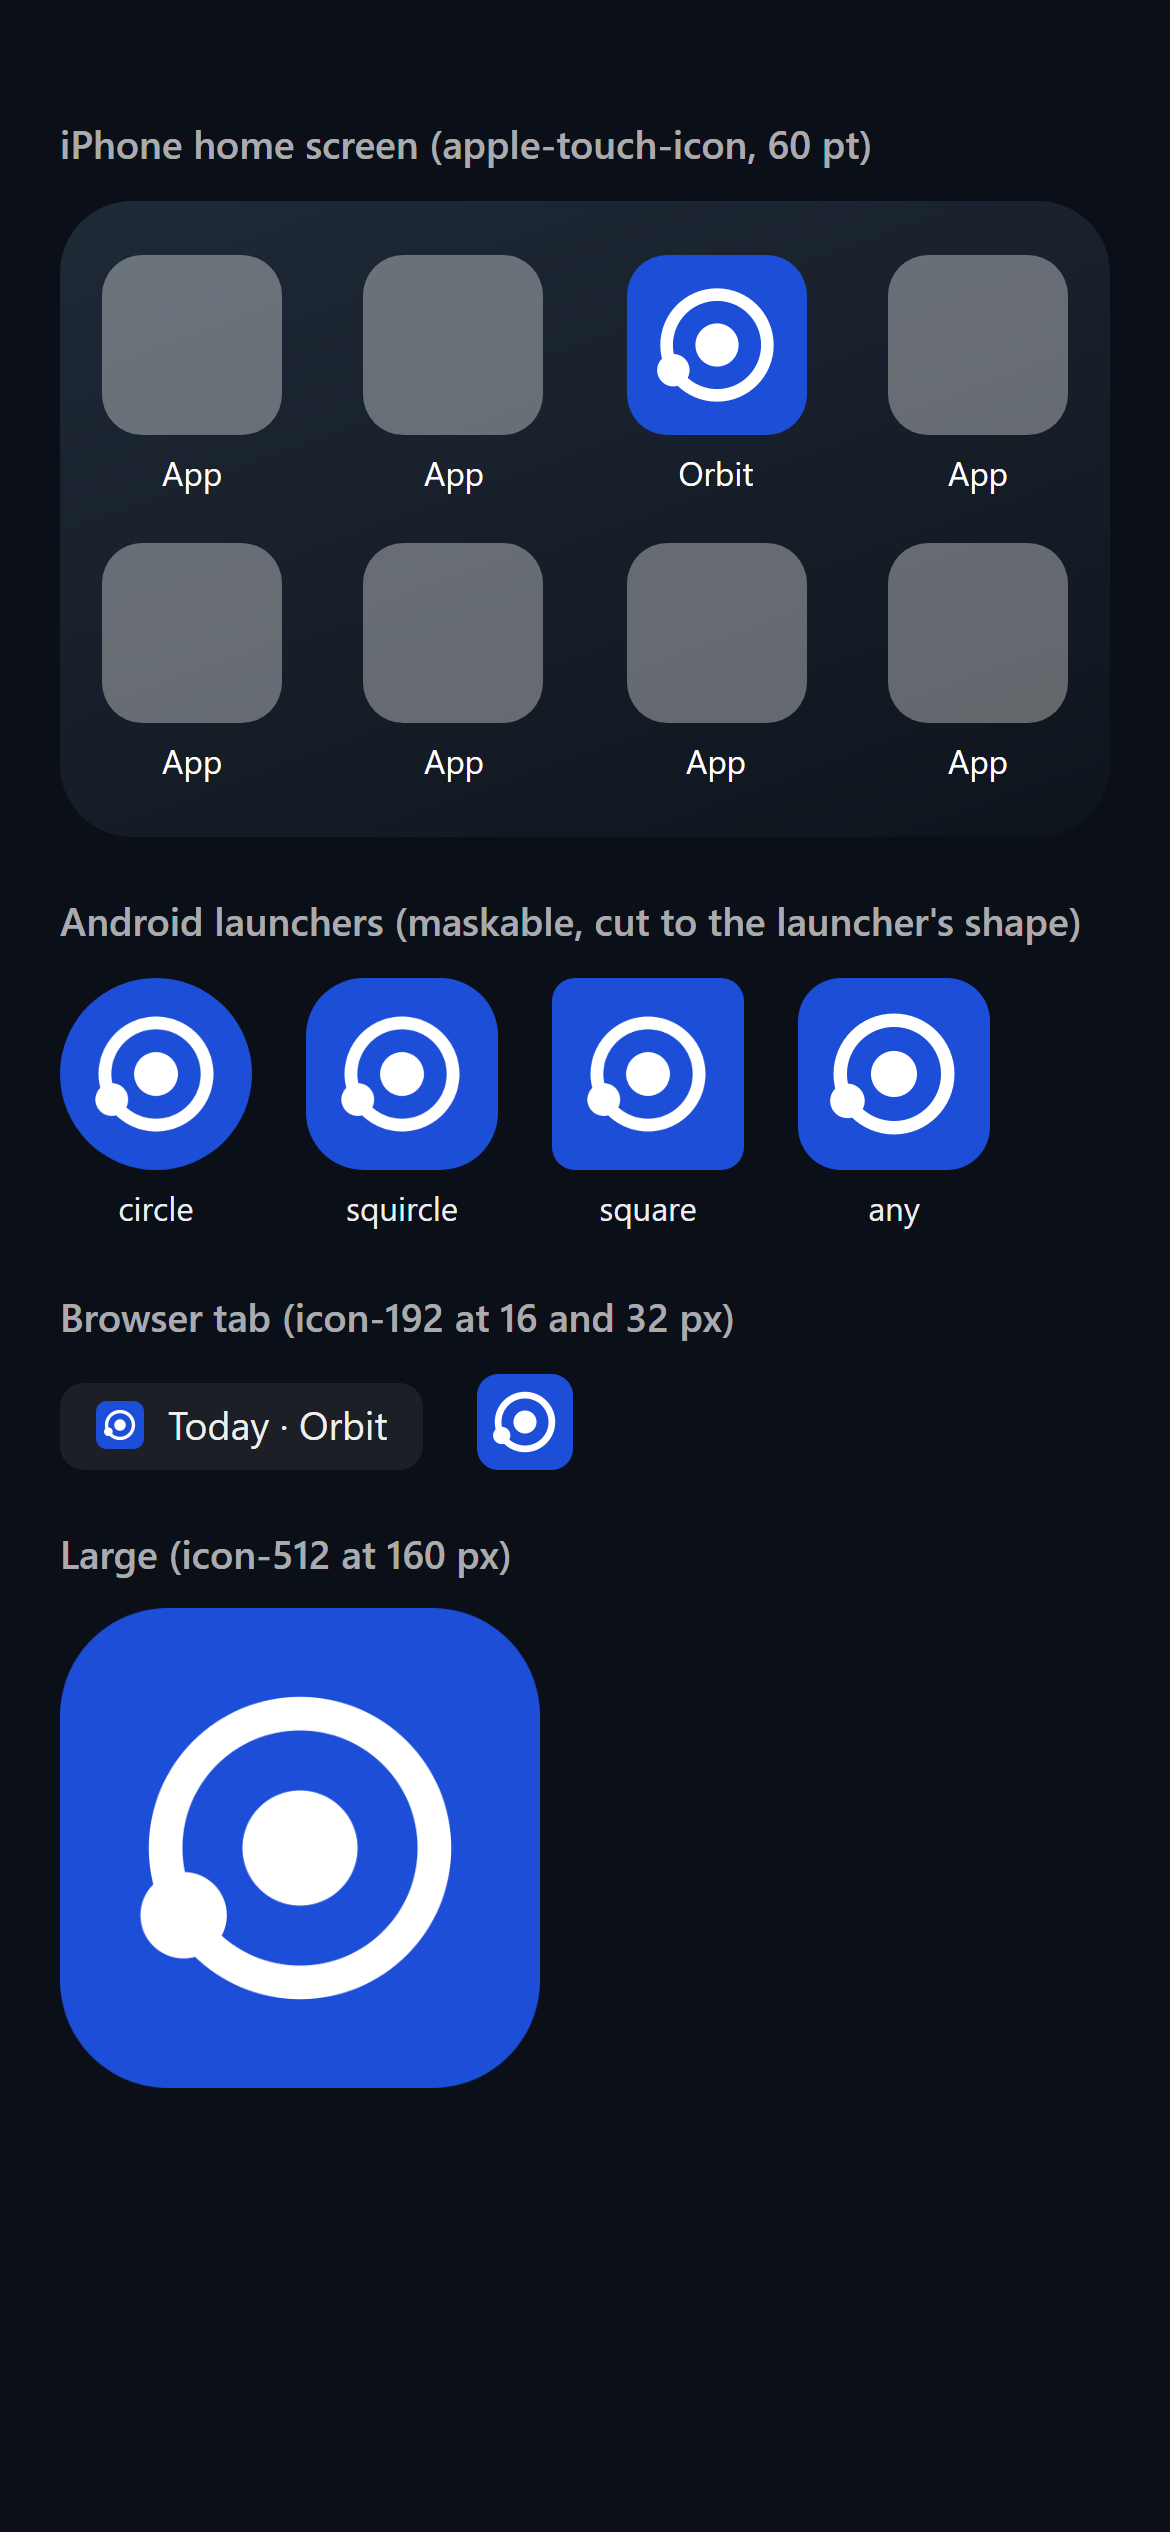 iPhone home screen (apple-touch-icon, 60 pt)
App App Orbit App
App App App App
Android launchers (maskable, cut to the launcher's shape)
circle squircle square any
Browser tab (icon-192 at 16 and 32 px)
Today · Orbit
Large (icon-512 at 160 px)